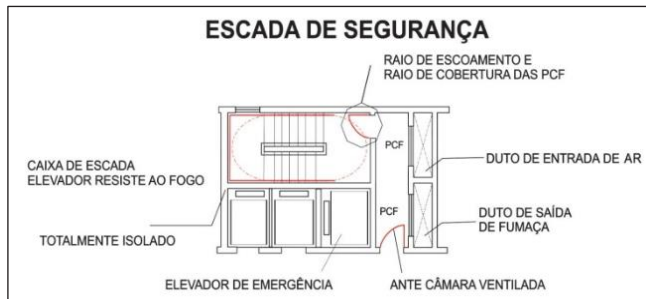 ESCADA DE SEGURANÇA
RAIO DE ESCOAMENTO E
RAIO DE COBERTURA DAS PCF
CAIXA DE ESCADA
ELEVADOR RESISTE AO FOGO
PCF
DUTO DE ENTRADA DE AR
TOTALMENTE ISOLADO
PCF
DUTO DE SAÍDA
DE FUMAÇA
ELEVADOR DE EMERGÊNCIA
ANTE CÂMARA VENTILADA